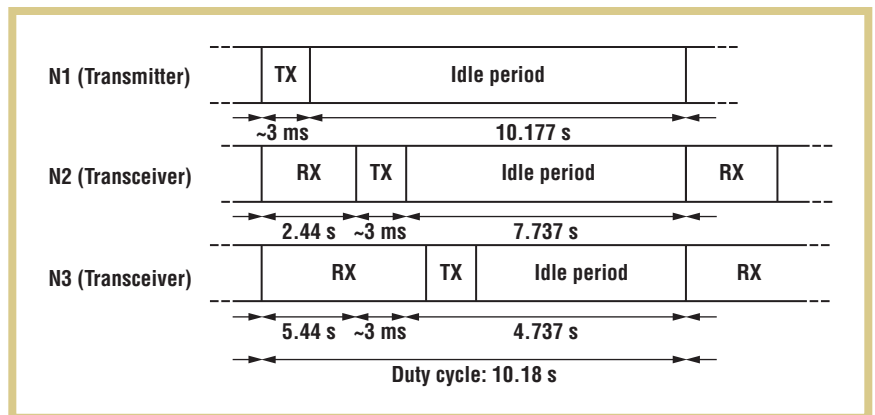 N1 (Transmitter) TX Idle period
~3 ms 10.177 s
N2 (Transceiver) RX TX Idle period RX
2.44 s ~3 ms 7.737 s
N3 (Transceiver) RX TX Idle period RX
5.44 s ~3 ms 4.737 s
Duty cycle: 10.18 s